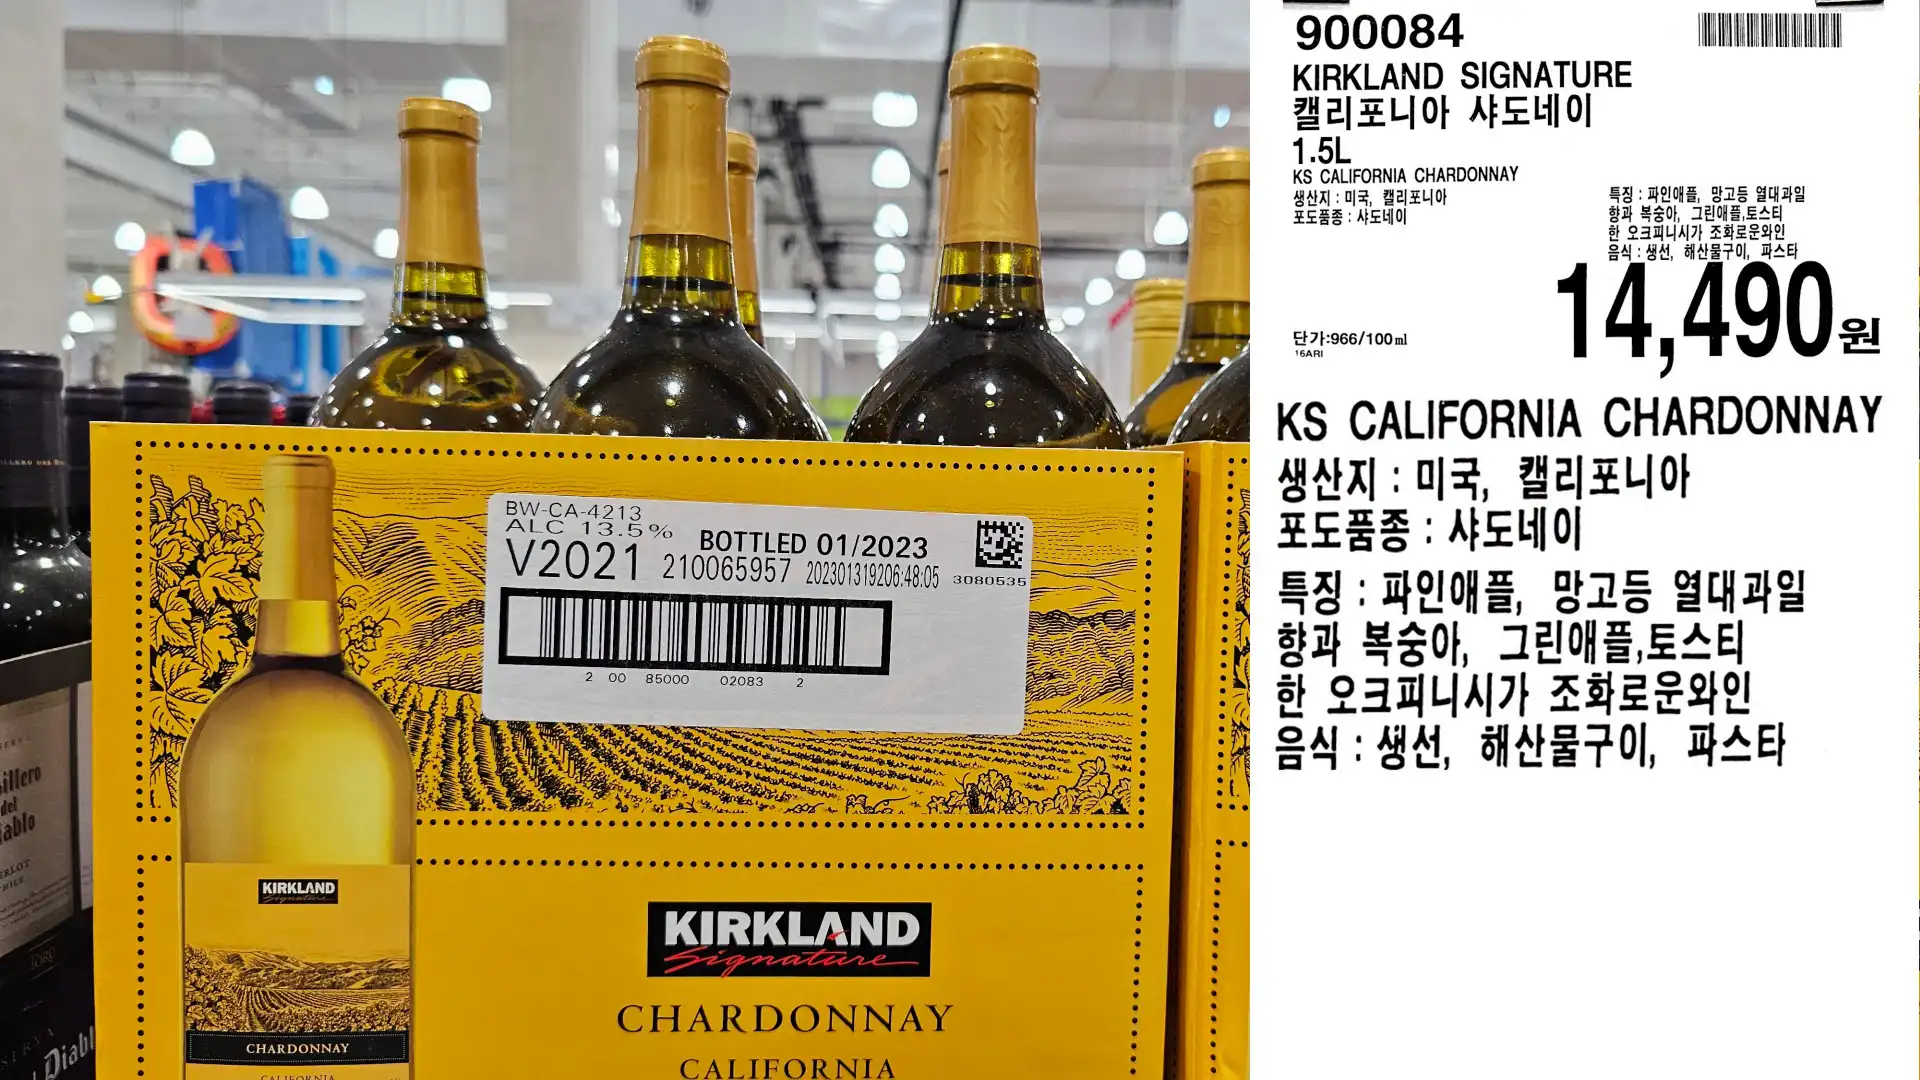 BW-CA-4213
ALC 13.5%
V2021
BOTTLED 01/2023
210065957 202301319206:48:05
3080535
2 00 85000 02083 2
KIRKLAND
Signature
CHARDONNAY
CALIFORNIA
KIRKLAND
Signature
CHARDONNAY
CALIFORNIA
illero
del
iablo
MERLOT
CHILE
Diabl
900084
KIRKLAND SIGNATURE
캘리포니아 샤도네이
1.5L
KS CALIFORNIA CHARDONNAY
생산지 : 미국, 캘리포니아
포도품종 : 샤도네이
특징 : 파인애플, 망고등 열대과일
향과 복숭아, 그린애플,토스티
한 오크피니시가 조화로운와인
음식 : 생선, 해산물구이, 파스타
14,490원
단가:966/100ml
16ARI
KS CALIFORNIA CHARDONNAY
생산지 : 미국, 캘리포니아
포도품종 : 샤도네이
특징 : 파인애플, 망고등 열대과일
향과 복숭아, 그린애플,토스티
한 오크피니시가 조화로운와인
음식 : 생선, 해산물구이, 파스타